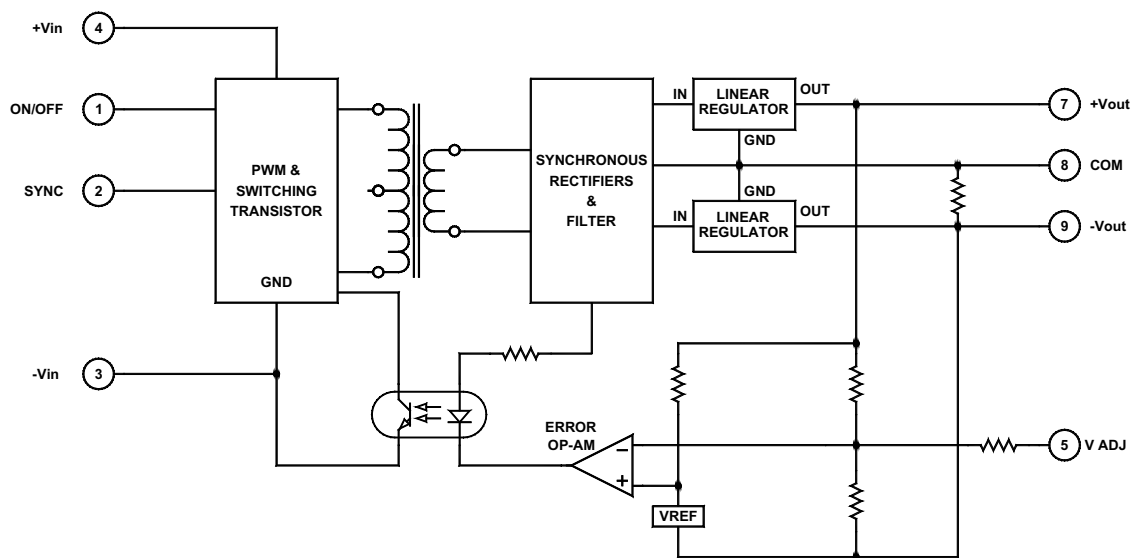 +Vin
4
ON/OFF
1
SYNC
2
PWM &
SWITCHING
TRANSISTOR
GND
-Vin
3
SYNCHRONOUS
RECTIFIERS
&
FILTER
IN
LINEAR
REGULATOR
OUT
GND
7
+Vout
8
COM
GND
IN
LINEAR
REGULATOR
OUT
9
-Vout
ERROR
OP-AM
−
+
VREF
5
V ADJ